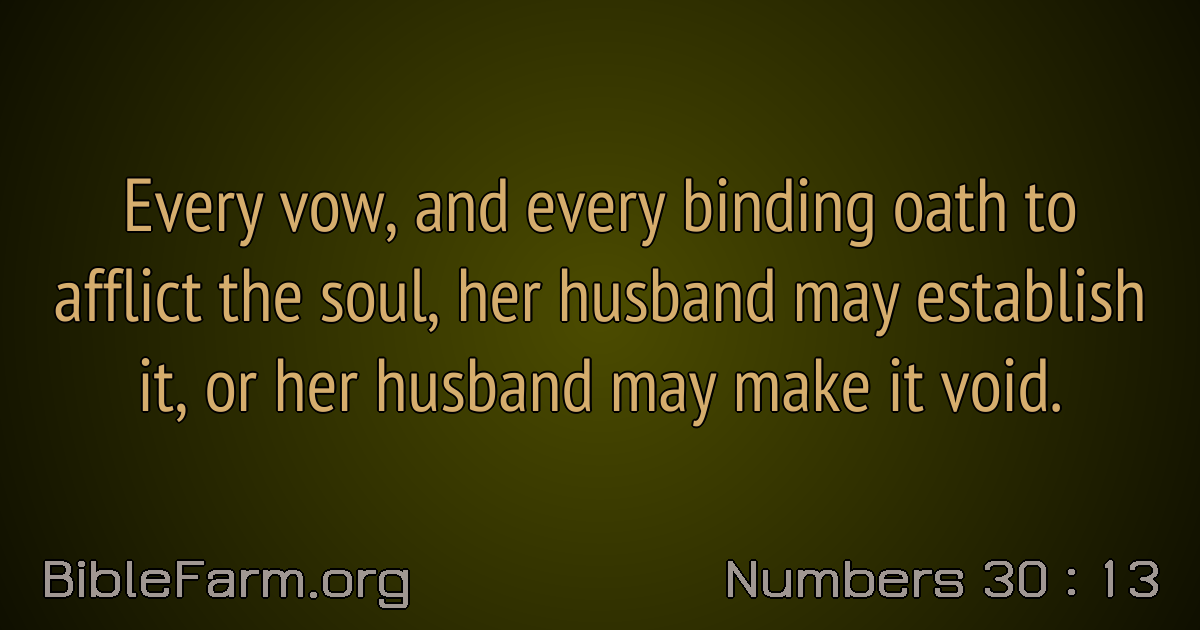 Every vow, and every binding oath to
afflict the soul, her husband may establish
it, or her husband may make it void.
BibleFarm.org
Numbers 30 : 13